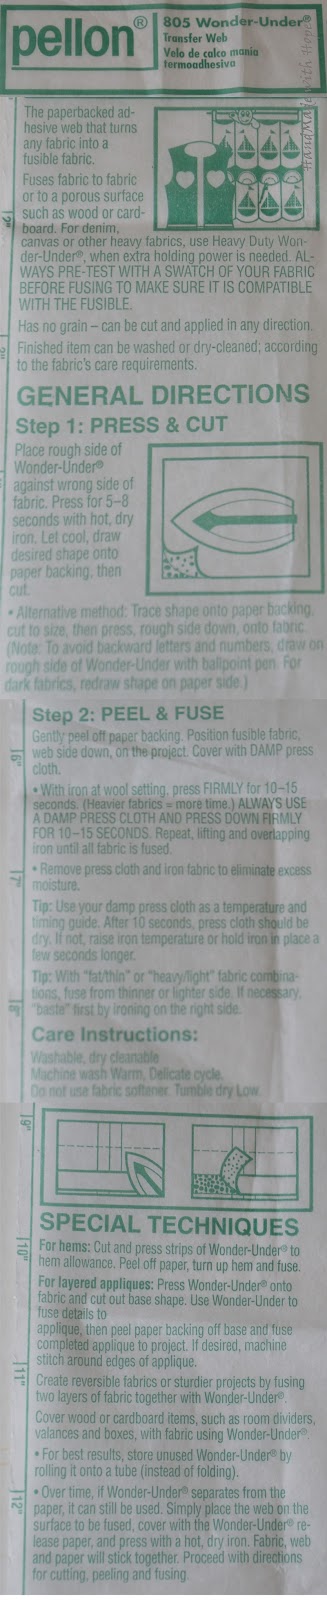 pellon®
805 Wonder-Under®
Transfer Web
Velo de calco mania
termoadhesivo
HandMade with Hope
The paperbacked ad-
hesive web that turns
any fabric into a
fusible fabric.
Fuses fabric to fabric
or to a porous surface
such as wood or card-
board. For denim,
canvas or other heavy fabrics, use Heavy Duty Won-
der-Under®, when extra holding power is needed. AL-
WAYS PRE-TEST WITH A SWATCH OF YOUR FABRIC
BEFORE FUSING TO MAKE SURE IT IS COMPATIBLE
WITH THE FUSIBLE.
Has no grain – can be cut and applied in any direction.
Finished item can be washed or dry-cleaned; according
to the fabric's care requirements.
GENERAL DIRECTIONS
Step 1: PRESS & CUT
Place rough side of
Wonder-Under®
against wrong side of
fabric. Press for 5–8
seconds with hot, dry
iron. Let cool, draw
desired shape onto
paper backing, then
cut.
• Alternative method: Trace shape onto paper backing,
cut to size, then press, rough side down, onto fabric.
(Note: To avoid backward letters and numbers, draw on
rough side of Wonder-Under with ballpoint pen. For
dark fabrics, redraw shape on paper side.)
Step 2: PEEL & FUSE
Gently peel off paper backing. Position fusible fabric,
web side down, on the project. Cover with DAMP press
cloth.
• With iron at wool setting, press FIRMLY for 10–15
seconds. (Heavier fabrics = more time.) ALWAYS USE
A DAMP PRESS CLOTH AND PRESS DOWN FIRMLY
FOR 10–15 SECONDS. Repeat, lifting and overlapping
iron until all fabric is fused.
• Remove press cloth and iron fabric to eliminate excess
moisture.
Tip: Use your damp press cloth as a temperature and
timing guide. After 10 seconds, press cloth should be
dry. If not, raise iron temperature or hold iron in place a
few seconds longer.
Tip: With "fat/thin" or "heavy/light" fabric combina-
tions, fuse from thinner or lighter side. If necessary,
"baste" first by ironing on the right side.
Care Instructions:
Washable, dry cleanable
Machine wash Warm, Delicate cycle.
Do not use fabric softener. Tumble dry Low
SPECIAL TECHNIQUES
For hems: Cut and press strips of Wonder-Under® to
hem allowance. Peel off paper, turn up hem and fuse.
For layered appliques: Press Wonder-Under® onto
fabric and cut out base shape. Use Wonder-Under to
fuse details to
applique, then peel paper backing off base and fuse
completed applique to project. If desired, machine
stitch around edges of applique.
Create reversible fabrics or sturdier projects by fusing
two layers of fabric together with Wonder-Under®.
Cover wood or cardboard items, such as room dividers,
valances and boxes, with fabric using Wonder-Under®.
• For best results, store unused Wonder-Under® by
rolling it onto a tube (instead of folding).
• Over time, if Wonder-Under® separates from the
paper, it can still be used. Simply place the web on the
surface to be fused, cover with the Wonder-Under® re-
lease paper, and press with a hot, dry iron. Fabric, web
and paper will stick together. Proceed with directions
for cutting, peeling and fusing.
6"
7"
8"
9"
10"
11"
12"